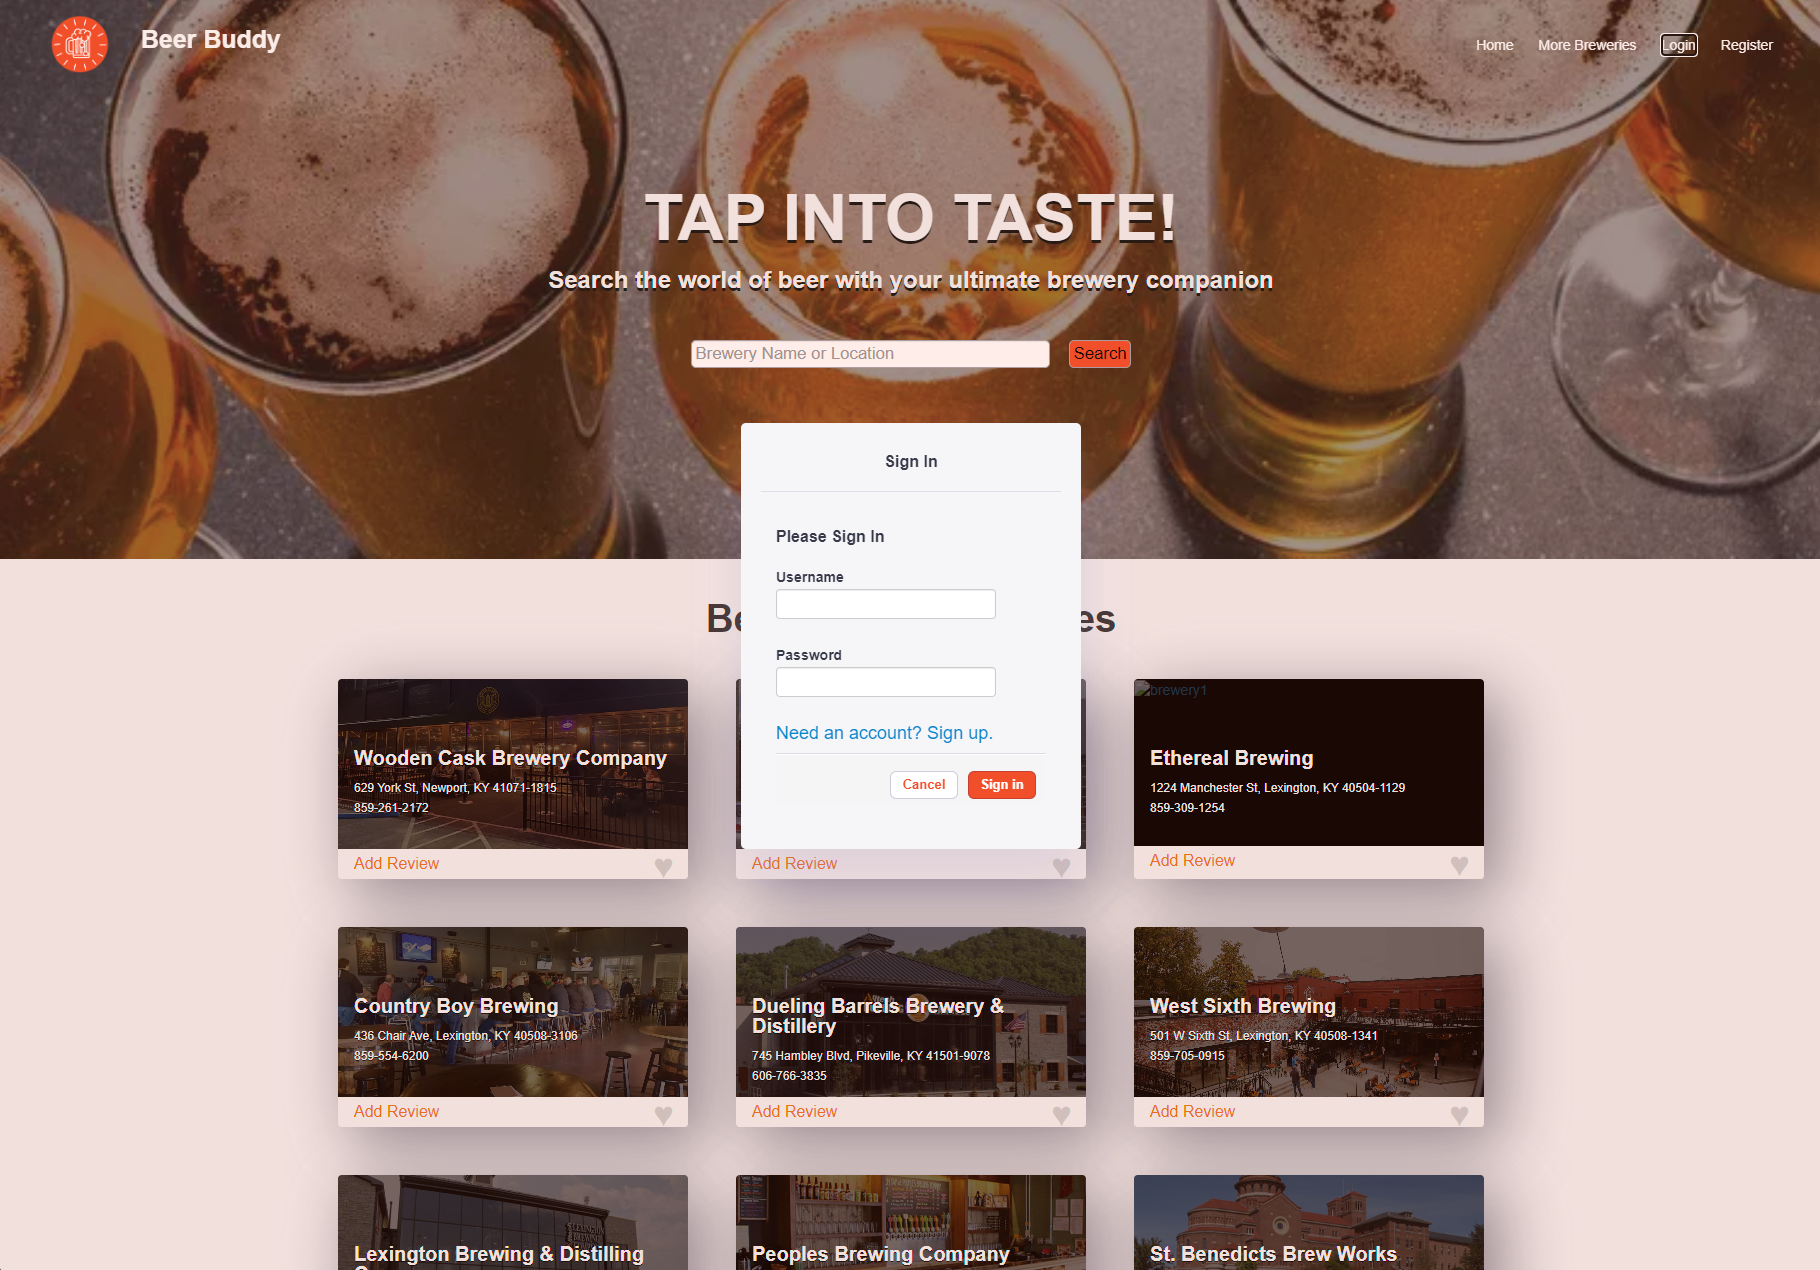 Beer Buddy
Home
More Breweries
Login
Register
TAP INTO TASTE!
Search the world of beer with your ultimate brewery companion
Brewery Name or Location
Search
Sign In
Please Sign In
Username
Password
Need an account? Sign up.
Cancel
Sign in
Wooden Cask Brewery Company
629 York St, Newport, KY 41071-1815
859-261-2172
Add Review
Add Review
brewery1
Ethereal Brewing
1224 Manchester St, Lexington, KY 40504-1129
859-309-1254
Add Review
Country Boy Brewing
436 Chair Ave, Lexington, KY 40508-3106
859-554-6200
Add Review
Dueling Barrels Brewery &
Distillery
745 Hambley Blvd, Pikeville, KY 41501-9078
606-766-3835
Add Review
West Sixth Brewing
501 W Sixth St, Lexington, KY 40508-1341
859-705-0915
Add Review
Lexington Brewing & Distilling
Peoples Brewing Company
St. Benedicts Brew Works